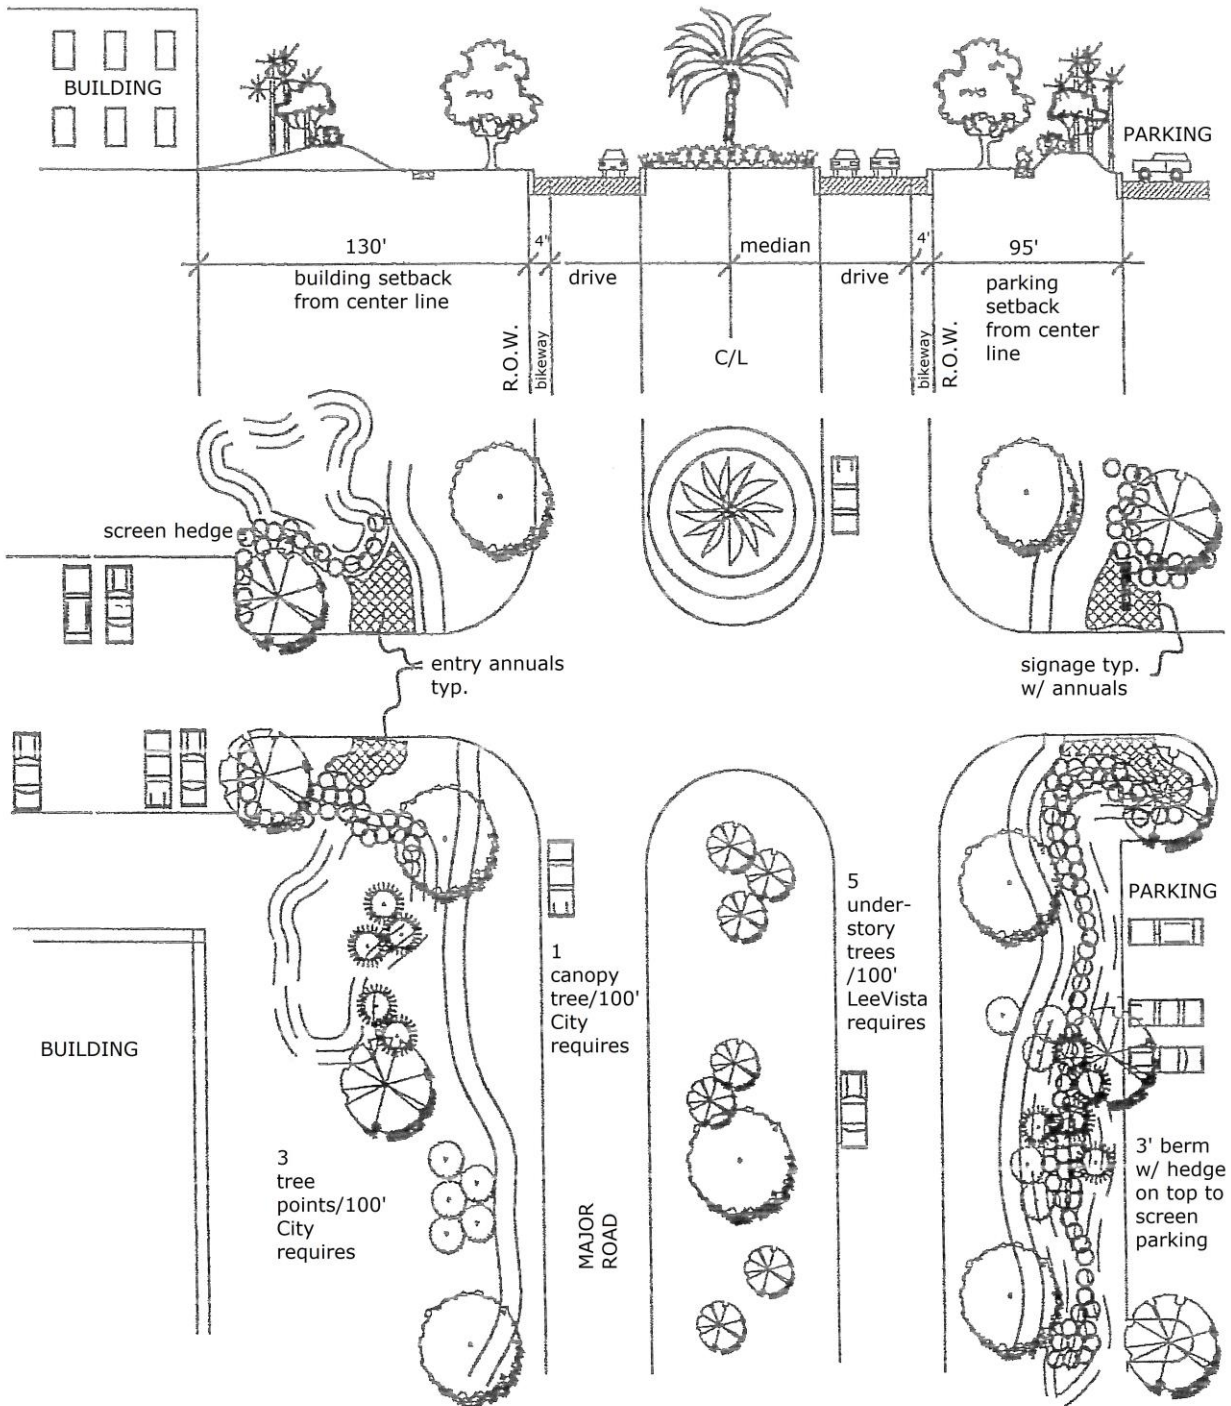 BUILDING
PARKING
130'
building setback
from center line
4'
drive
median
C/L
drive
4'
95'
parking
setback
from center
line
R.O.W.
bikeway
bikeway
R.O.W.
screen hedge
entry annuals
typ.
signage typ.
w/ annuals
BUILDING
3
tree
points/100'
City
requires
1
canopy
tree/100'
City
requires
MAJOR
ROAD
5
under-
story
trees
/100'
LeeVista
requires
PARKING
3' berm
w/ hedge
on top to
screen
parking